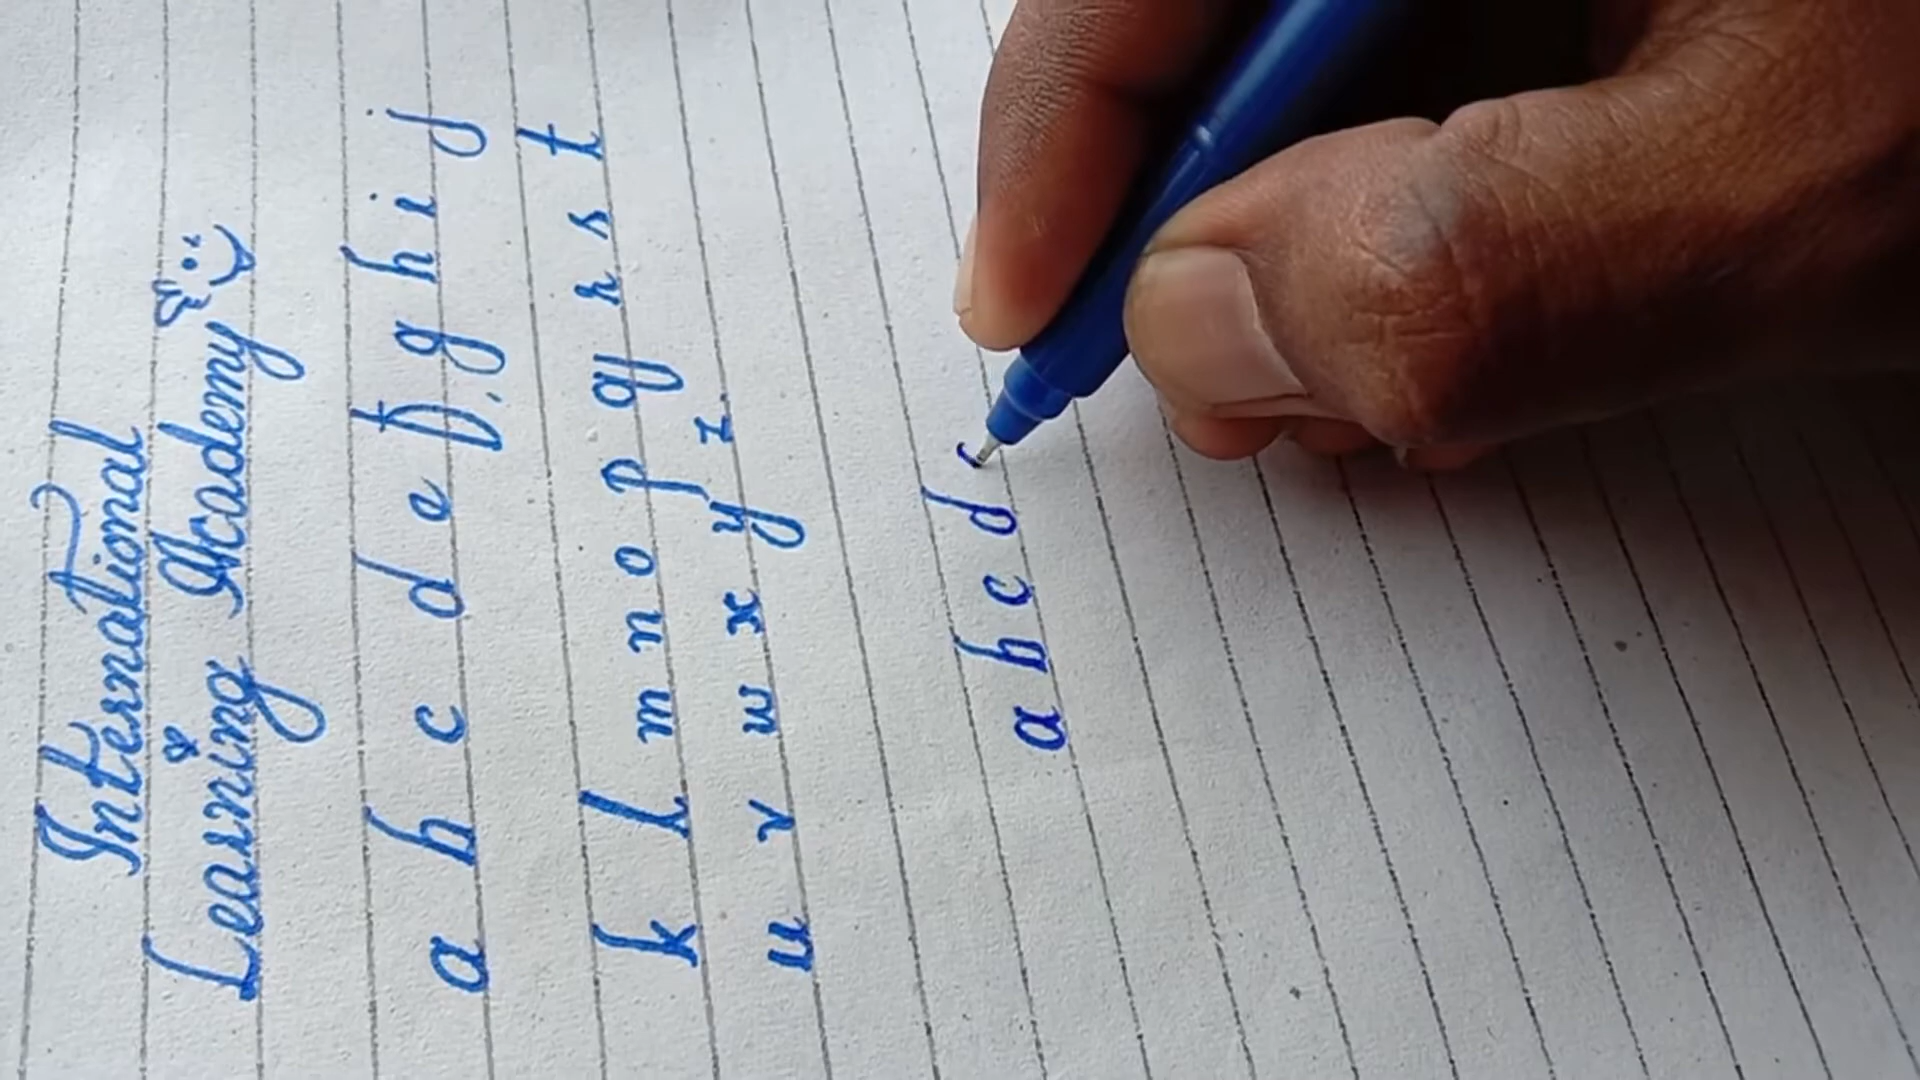 International
Learning Academy
a b c d e f, g h i j
k l m n o p q r s t
u v w x y z.
a b c d